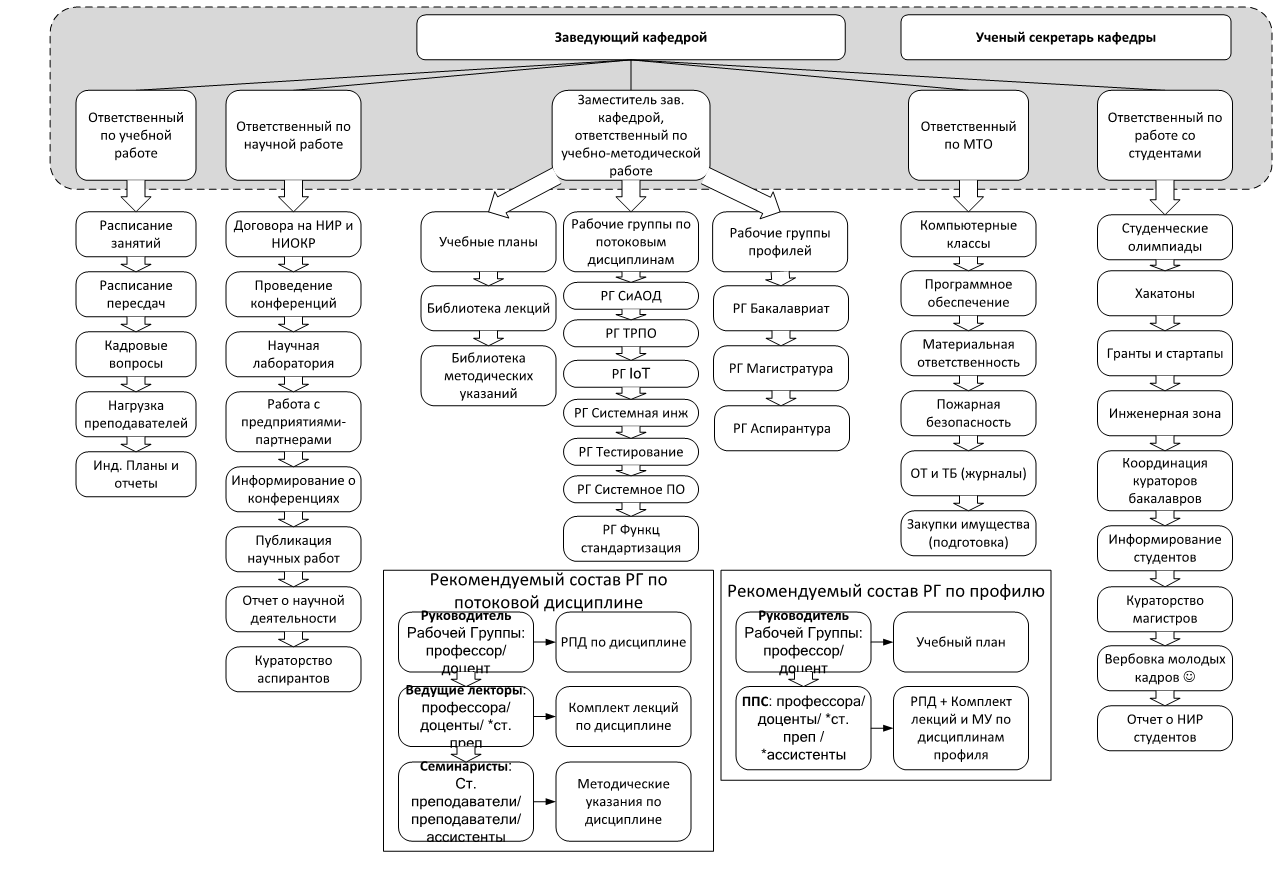 Заведующий кафедрой
Ученый секретарь кафедры
Ответственный
по учебной
работе
Ответственный по
научной работе
Заместитель зав.
кафедрой,
ответственный по
учебно-методической
работе
Ответственный
по МТО
Ответственный по
работе со
студентами
Расписание
занятий
Расписание
пересдач
Кадровые
вопросы
Нагрузка
преподавателей
Инд. Планы и
отчеты
Договора на НИР и
НИОКР
Проведение
конференций
Научная
лаборатория
Работа с
предприятиями-
партнерами
Информирование о
конференциях
Публикация
научных работ
Отчет о научной
деятельности
Кураторство
аспирантов
Учебные планы
Библиотека лекций
Библиотека
методических
указаний
Рабочие группы по
потоковым
дисциплинам
РГ СиАОД
РГ ТРПО
РГ IoT
РГ Системная инж
РГ Тестирование
РГ Системное ПО
РГ Функц
стандартизация
Рабочие группы
профилей
РГ Бакалавриат
РГ Магистратура
РГ Аспирантура
Компьютерные
классы
Программное
обеспечение
Материальная
ответственность
Пожарная
безопасность
ОТ и ТБ (журналы)
Закупки имущества
(подготовка)
Студенческие
олимпиады
Хакатоны
Гранты и стартапы
Инженерная зона
Координация
кураторов
бакалавров
Информирование
студентов
Кураторство
магистров
Вербовка молодых
кадров ☺
Отчет о НИР
студентов
Рекомендуемый состав РГ по
потоковой дисциплине
Руководитель
Рабочей Группы:
профессор/
доцент
РПД по дисциплине
Ведущие лекторы:
профессора/
доценты/ *ст.
преп
Комплект лекций
по дисциплине
Семинаристы:
Ст.
преподаватели/
преподаватели/
ассистенты
Методические
указания по
дисциплине
Рекомендуемый состав РГ по профилю
Руководитель
Рабочей Группы:
профессор/
доцент
Учебный план
ППС: профессора/
доценты/ *ст.
преп /
*ассистенты
РПД + Комплект
лекций и МУ по
дисциплинам
профиля